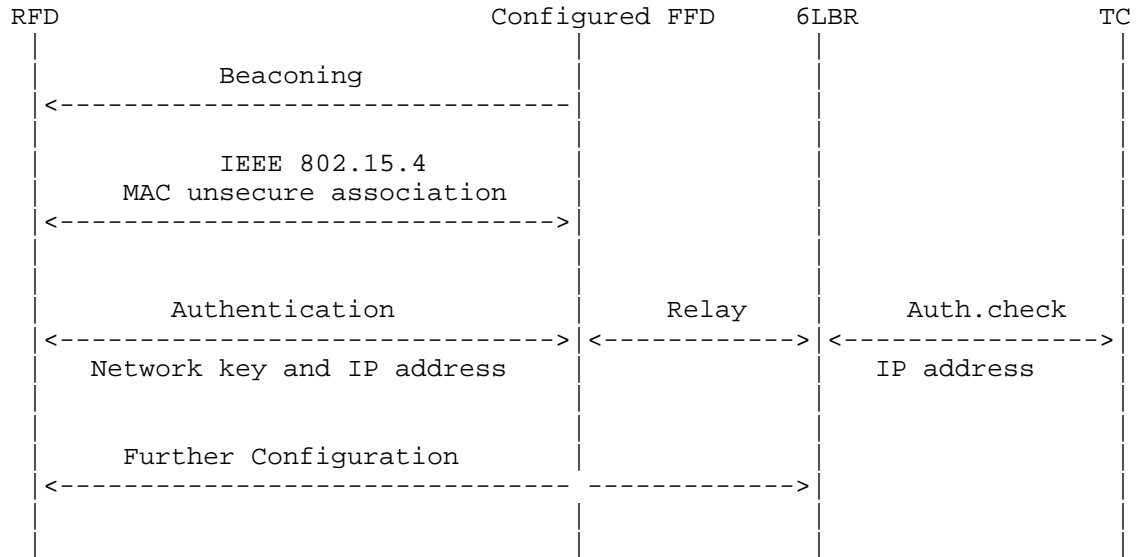 RFD Configured FFD 6LBR TC
Beaconing
IEEE 802.15.4
MAC unsecure association
Authentication Relay Auth.check
Network key and IP address IP address
Further Configuration